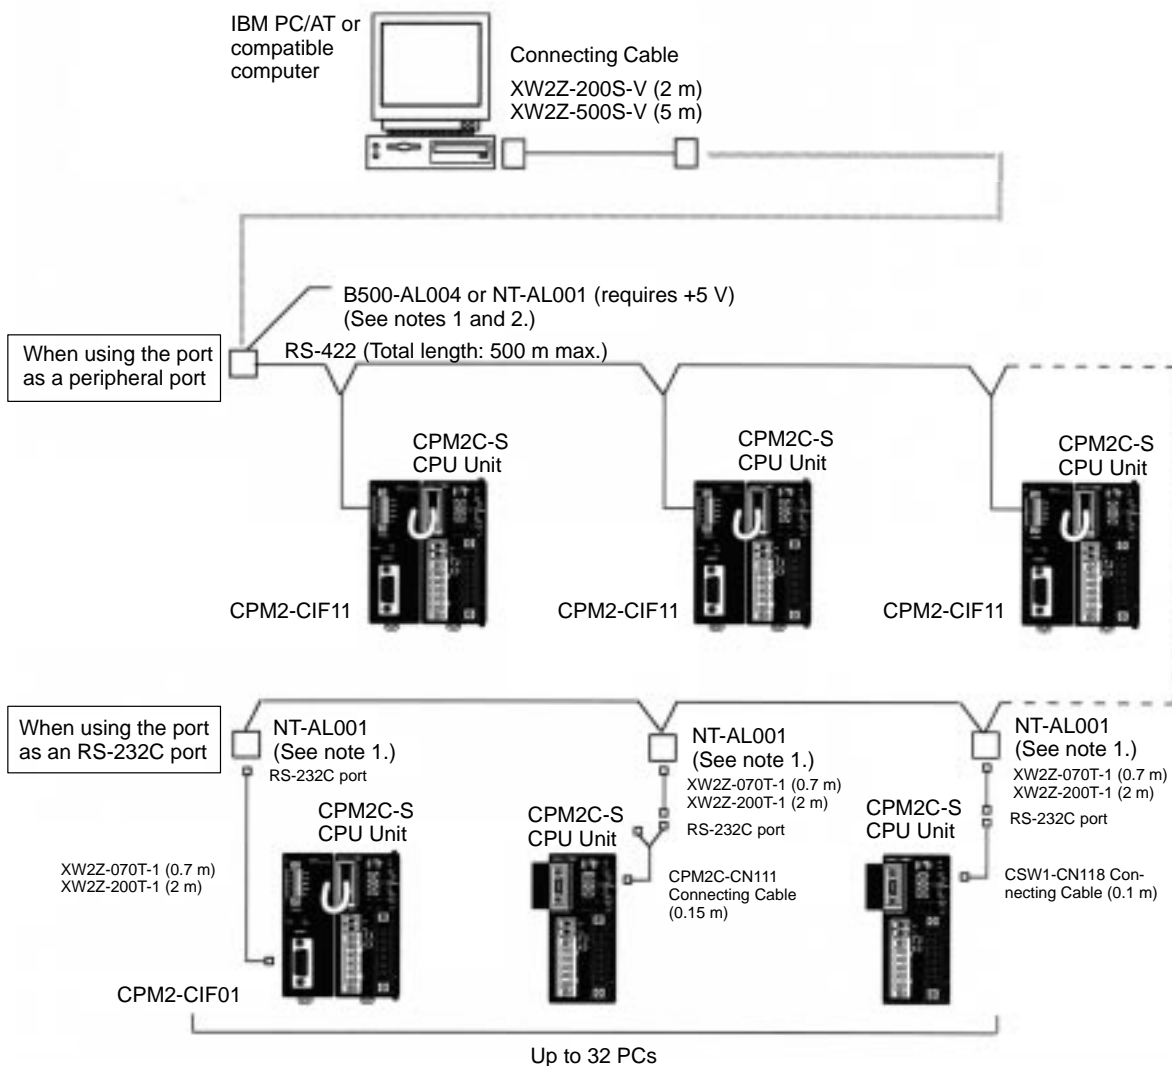 IBM PC/AT or
compatible
computer
Connecting Cable
XW2Z-200S-V (2 m)
XW2Z-500S-V (5 m)
B500-AL004 or NT-AL001 (requires +5 V)
(See notes 1 and 2.)
When using the port
as a peripheral port
RS-422 (Total length: 500 m max.)
CPM2C-S
CPU Unit
CPM2C-S
CPU Unit
CPM2C-S
CPU Unit
CPM2-CIF11
CPM2-CIF11
CPM2-CIF11
When using the port
as an RS-232C port
NT-AL001
(See note 1.)
RS-232C port
NT-AL001
(See note 1.)
XW2Z-070T-1 (0.7 m)
XW2Z-200T-1 (2 m)
RS-232C port
NT-AL001
(See note 1.)
XW2Z-070T-1 (0.7 m)
XW2Z-200T-1 (2 m)
RS-232C port
CPM2C-S
CPU Unit
CPM2C-S
CPU Unit
CPM2C-S
CPU Unit
XW2Z-070T-1 (0.7 m)
XW2Z-200T-1 (2 m)
CPM2C-CN111
Connecting Cable
(0.15 m)
CSW1-CN118 Con-
necting Cable (0.1 m)
CPM2-CIF01
Up to 32 PCs